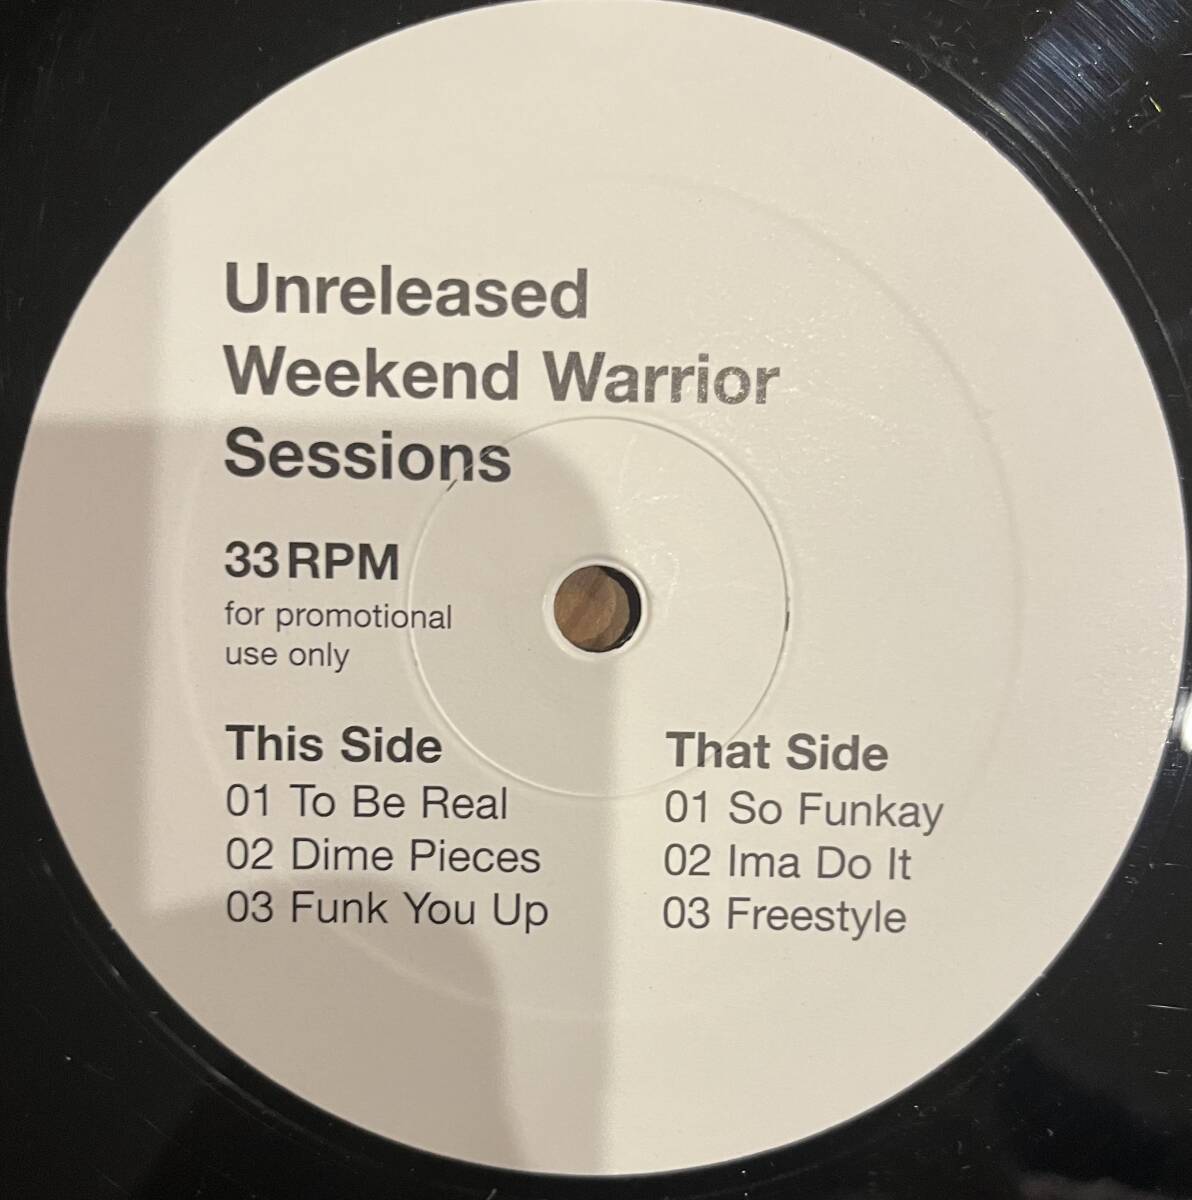 Unreleased
Weekend Warrior
Sessions
33 RPM
for promotional
use only
This Side
01 To Be Real
02 Dime Pieces
03 Funk You Up
That Side
01 So Funkay
02 Ima Do It
03 Freestyle